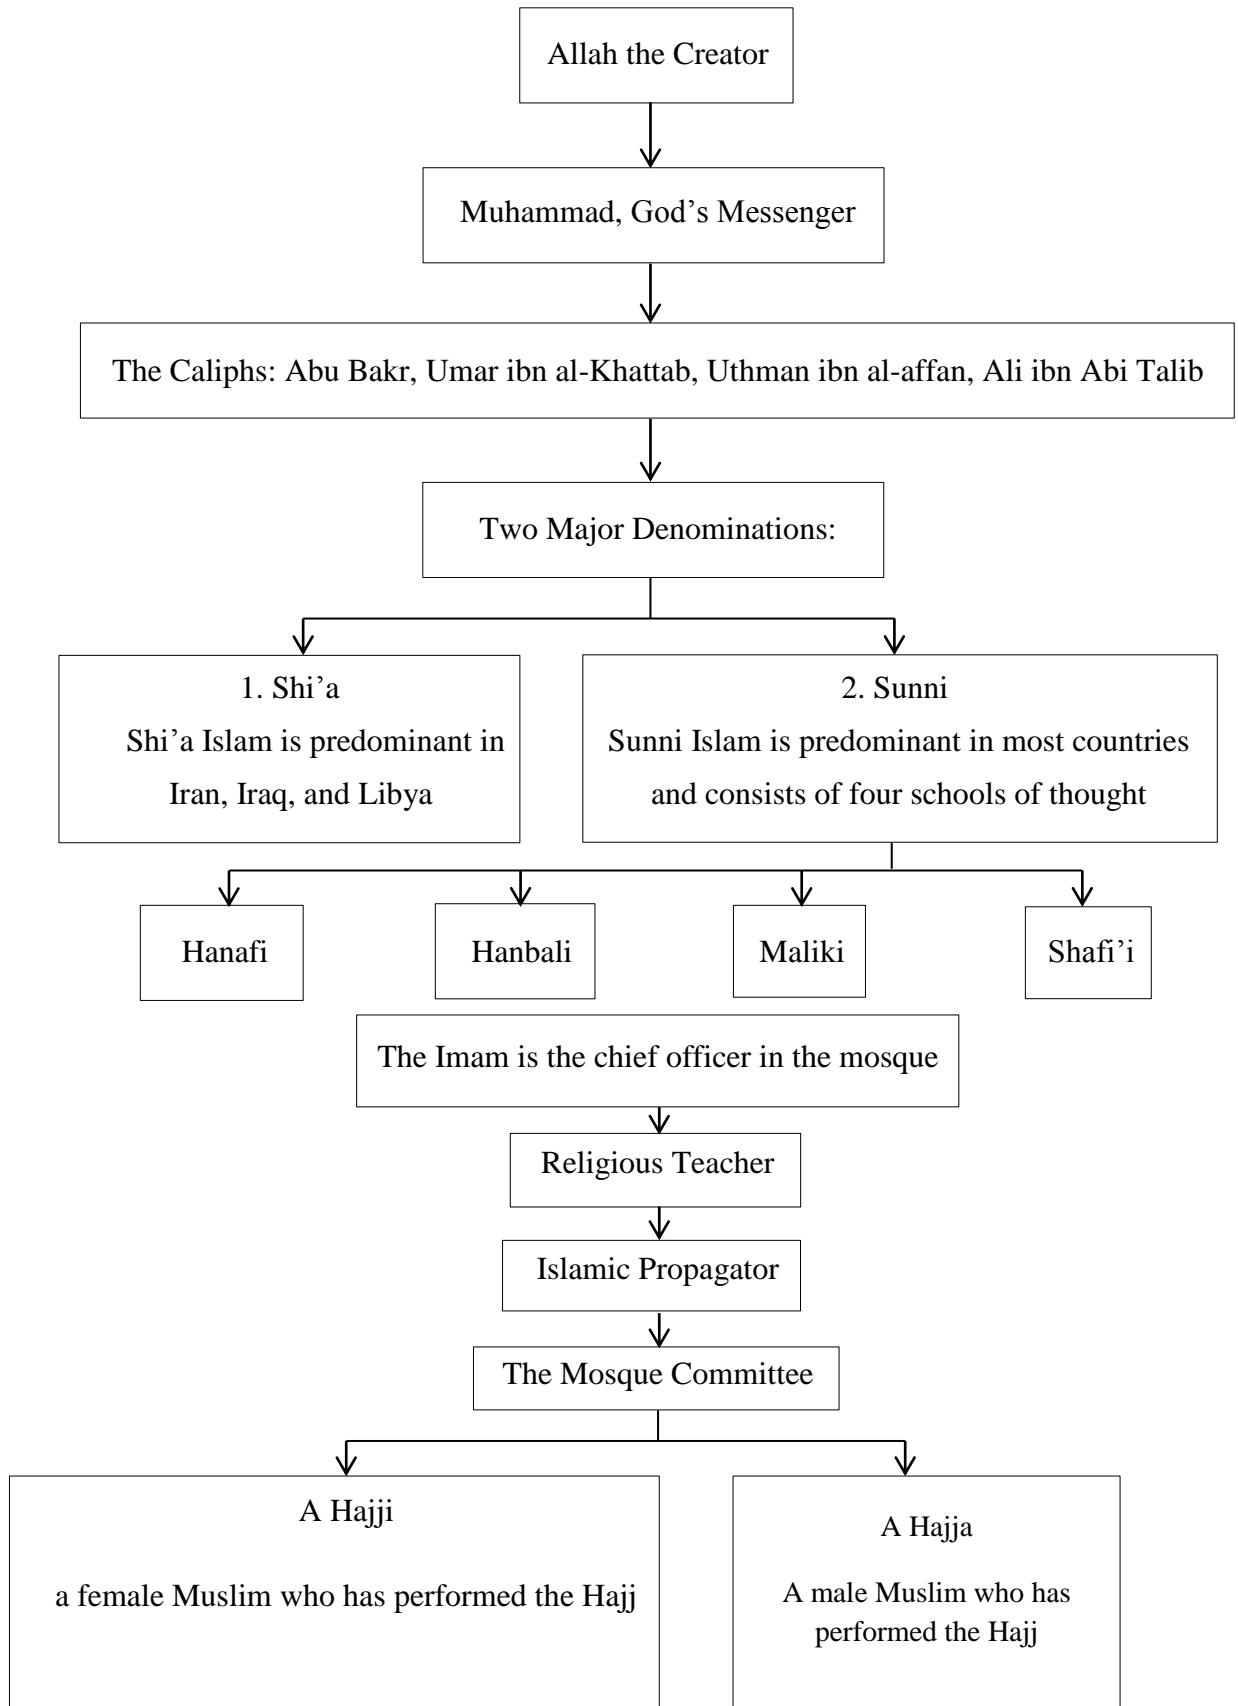 Allah the Creator
Muhammad, God’s Messenger
The Caliphs: Abu Bakr, Umar ibn al-Khattab, Uthman ibn al-affan, Ali ibn Abi Talib
Two Major Denominations:
1. Shi’a
Shi’a Islam is predominant in
Iran, Iraq, and Libya
2. Sunni
Sunni Islam is predominant in most countries
and consists of four schools of thought
Hanafi
Hanbali
Maliki
Shafi’i
The Imam is the chief officer in the mosque
Religious Teacher
Islamic Propagator
The Mosque Committee
A Hajji
a female Muslim who has performed the Hajj
A Hajja
A male Muslim who has
performed the Hajj